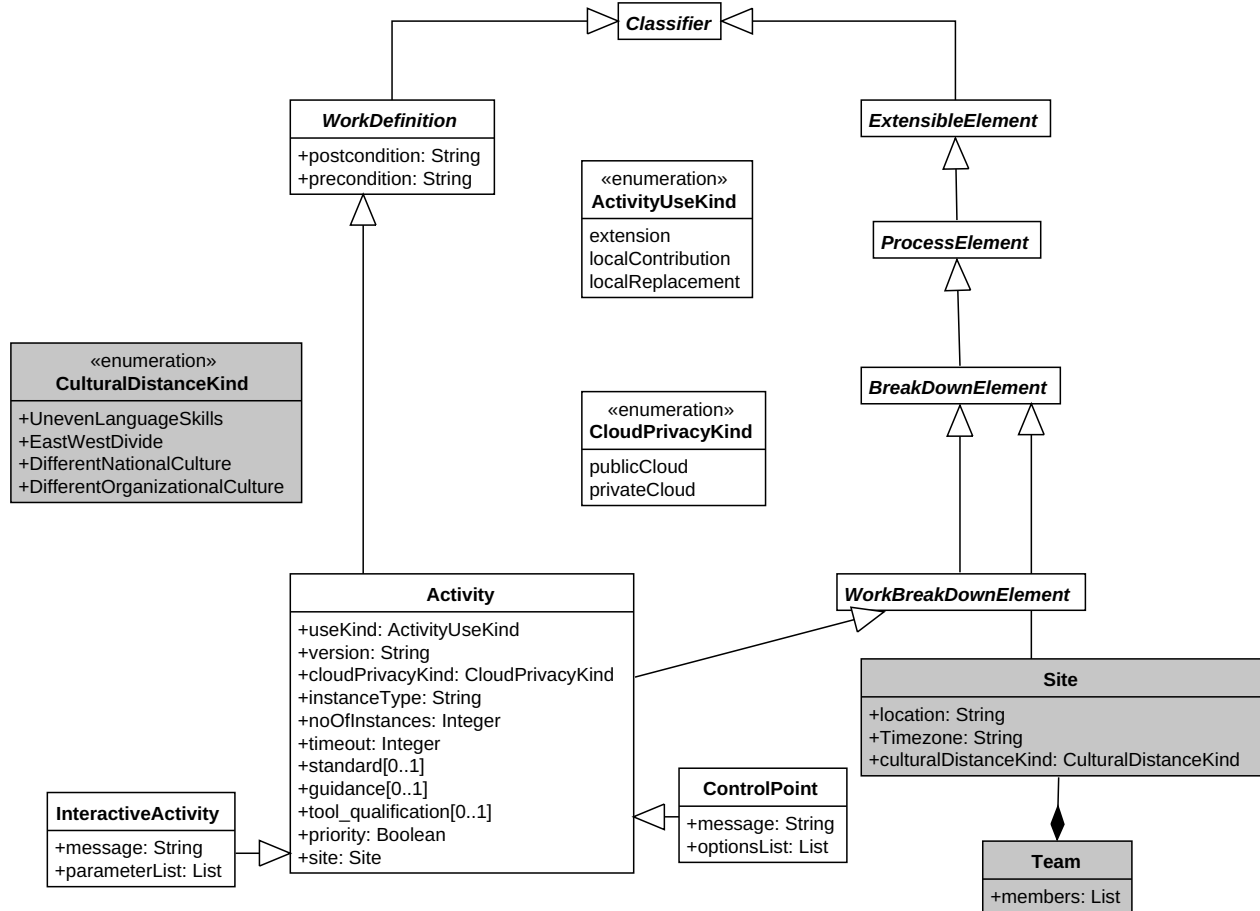 Classifier
WorkDefinition
+postcondition: String
+precondition: String
ExtensibleElement
«enumeration»
ActivityUseKind
extension
localContribution
localReplacement
ProcessElement
«enumeration»
CulturalDistanceKind
+UnevenLanguageSkills
+EastWestDivide
+DifferentNationalCulture
+DifferentOrganizationalCulture
«enumeration»
CloudPrivacyKind
publicCloud
privateCloud
BreakDownElement
Activity
+useKind: ActivityUseKind
+version: String
+cloudPrivacyKind: CloudPrivacyKind
+instanceType: String
+noOfInstances: Integer
+timeout: Integer
+standard[0..1]
+guidance[0..1]
+tool_qualification[0..1]
+priority: Boolean
+site: Site
WorkBreakDownElement
Site
+location: String
+Timezone: String
+culturalDistanceKind: CulturalDistanceKind
InteractiveActivity
+message: String
+parameterList: List
ControlPoint
+message: String
+optionsList: List
Team
+members: List